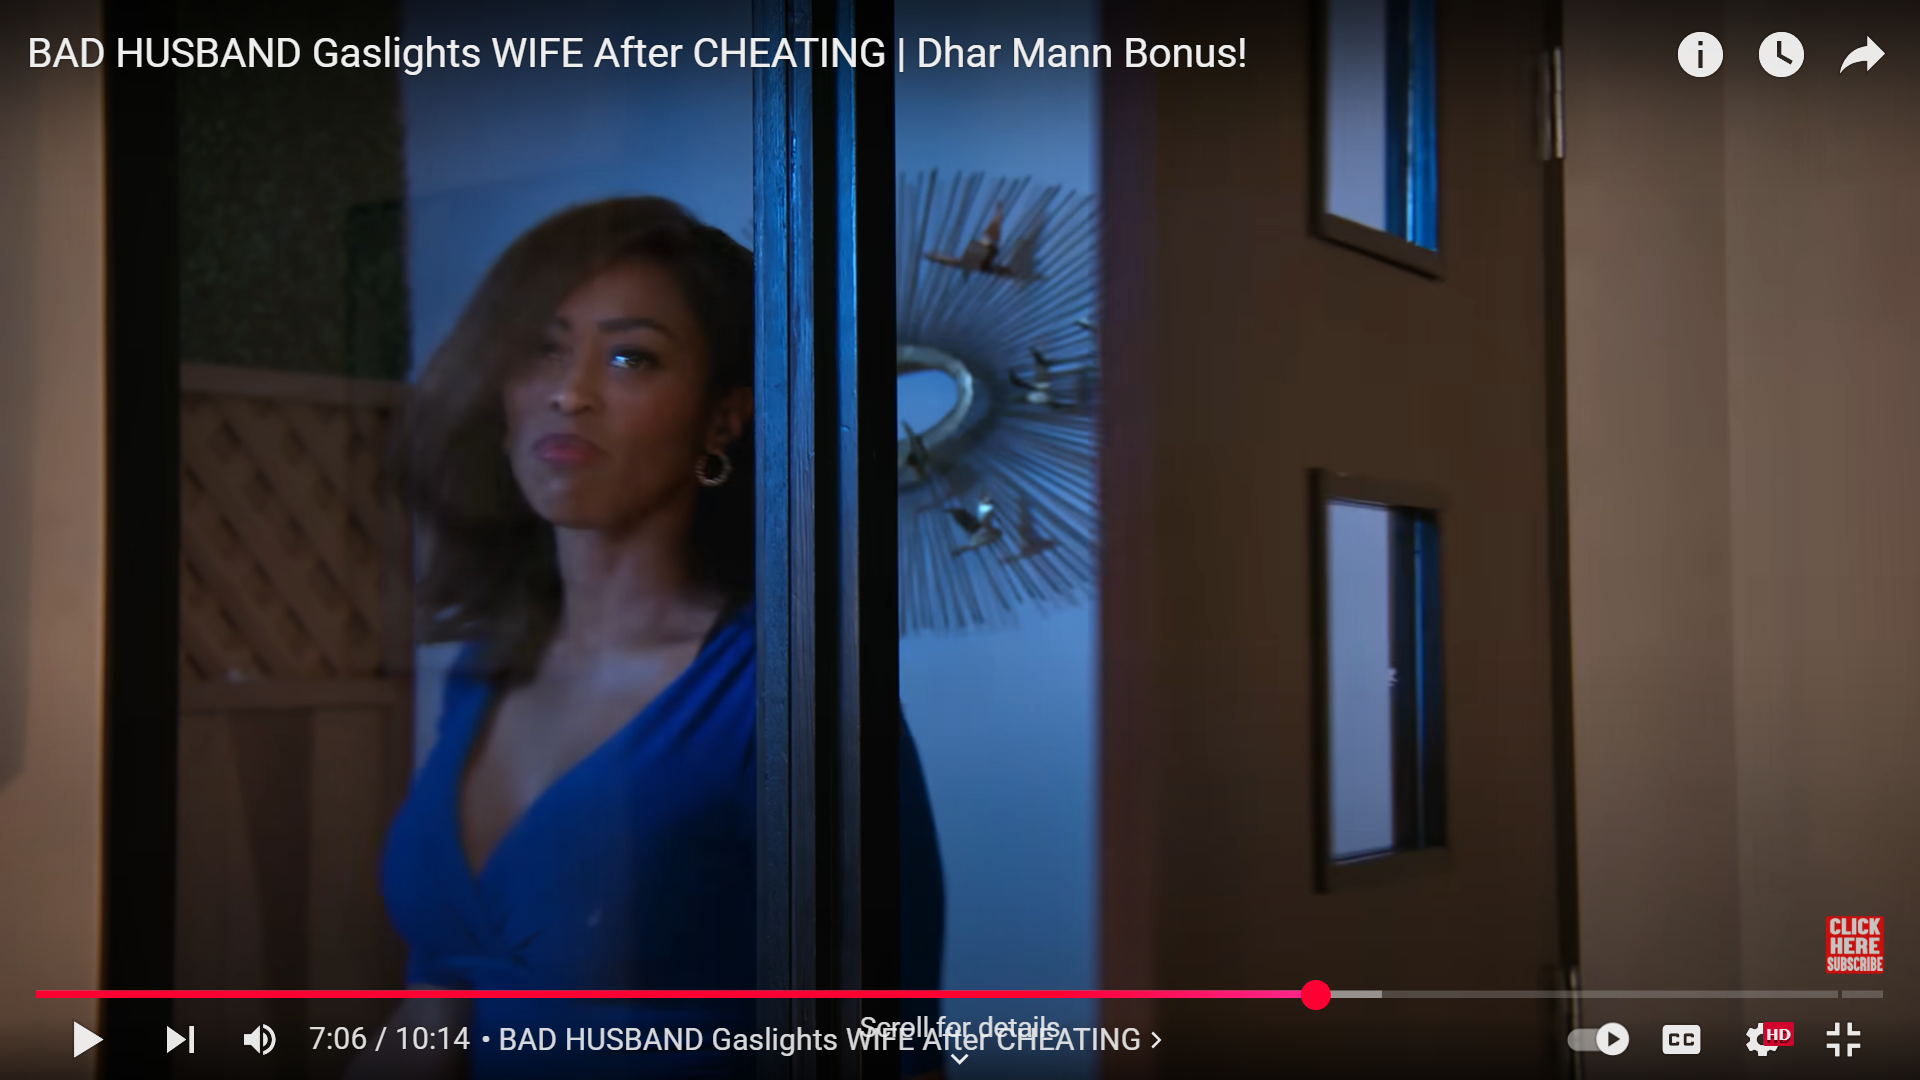 BAD HUSBAND Gaslights WIFE After CHEATING | Dhar Mann Bonus!
CLICK
HERE
SUBSCRIBE
Scroll for details
7:06 / 10:14 • BAD HUSBAND Gaslights WIFE After CHEATING
CC
HD